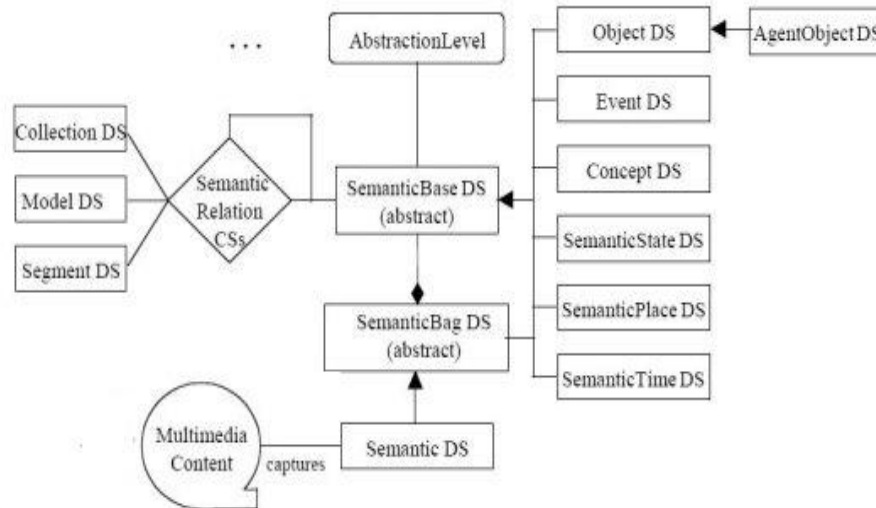 ...
AbstractionLevel
Object DS
AgentObject DS
Collection DS
Event DS
Semantic
Relation
CSs
SemanticBase DS
(abstract)
Concept DS
Model DS
SemanticState DS
Segment DS
SemanticBag DS
(abstract)
SemanticPlace DS
SemanticTime DS
Multimedia
Content
captures
Semantic DS